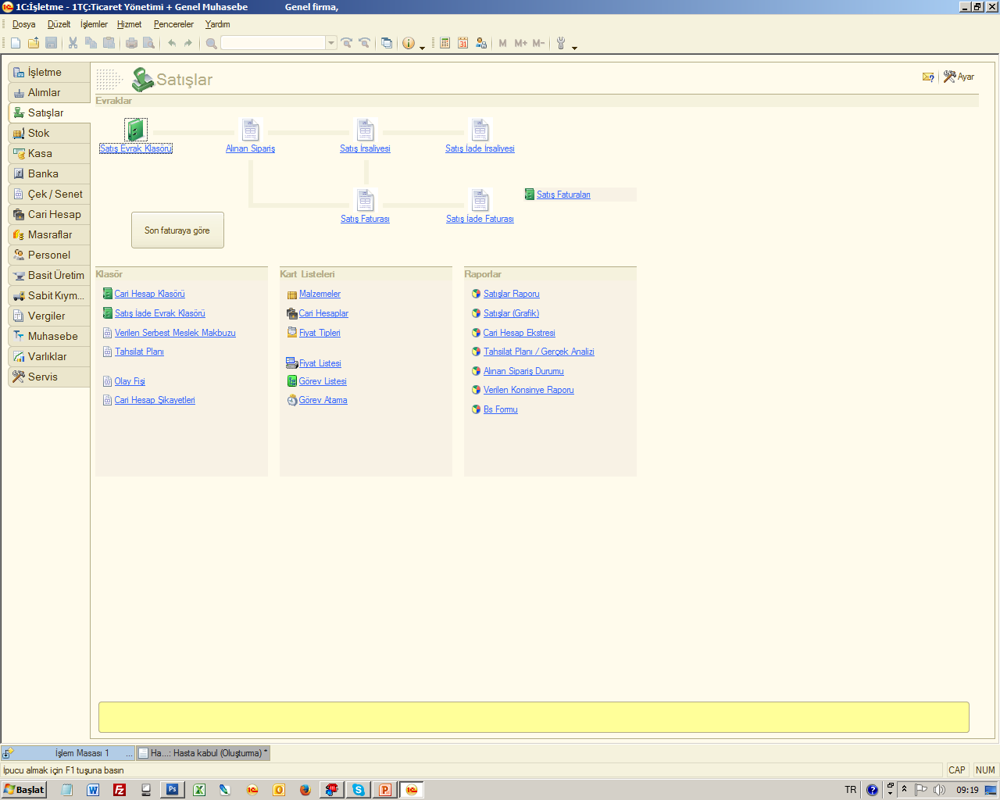 1C:İşletme - 1TÇ:Ticaret Yönetimi + Genel Muhasebe Genel firma,
Dosya Düzelt İşlemler Hizmet Pencereler Yardım
M M+ M-
İşletme
Alımlar
Satışlar
Stok
Kasa
Banka
Çek / Senet
Cari Hesap
Masraflar
Personel
Basit Üretim
Sabit Kıym...
Vergiler
Muhasebe
Varlıklar
Servis
Satışlar
Ayar
Evraklar
Satış Evrak Klasörü Alınan Sipariş Satış İrsaliyesi Satış İade İrsaliyesi
Satış Faturaları
Satış Faturası Satış İade Faturası
Son faturaya göre
Klasör
Cari Hesap Klasörü
Satış İade Evrak Klasörü
Verilen Serbest Meslek Makbuzu
Tahsilat Planı
Olay Fişi
Cari Hesap Şikayetleri
Kart Listeleri
Malzemeler
Cari Hesaplar
Fiyat Tipleri
Fiyat Listesi
Görev Listesi
Görev Atama
Raporlar
Satışlar Raporu
Satışlar (Grafik)
Cari Hesap Ekstresi
Tahsilat Planı / Gerçek Analizi
Alınan Sipariş Durumu
Verilen Konsinye Raporu
Bs Formu
İşlem Masası 1 ... Ha...: Hasta kabul (Oluşturma) *
İpucu almak için F1 tuşuna basın CAP NUM
Başlat TR 09:19